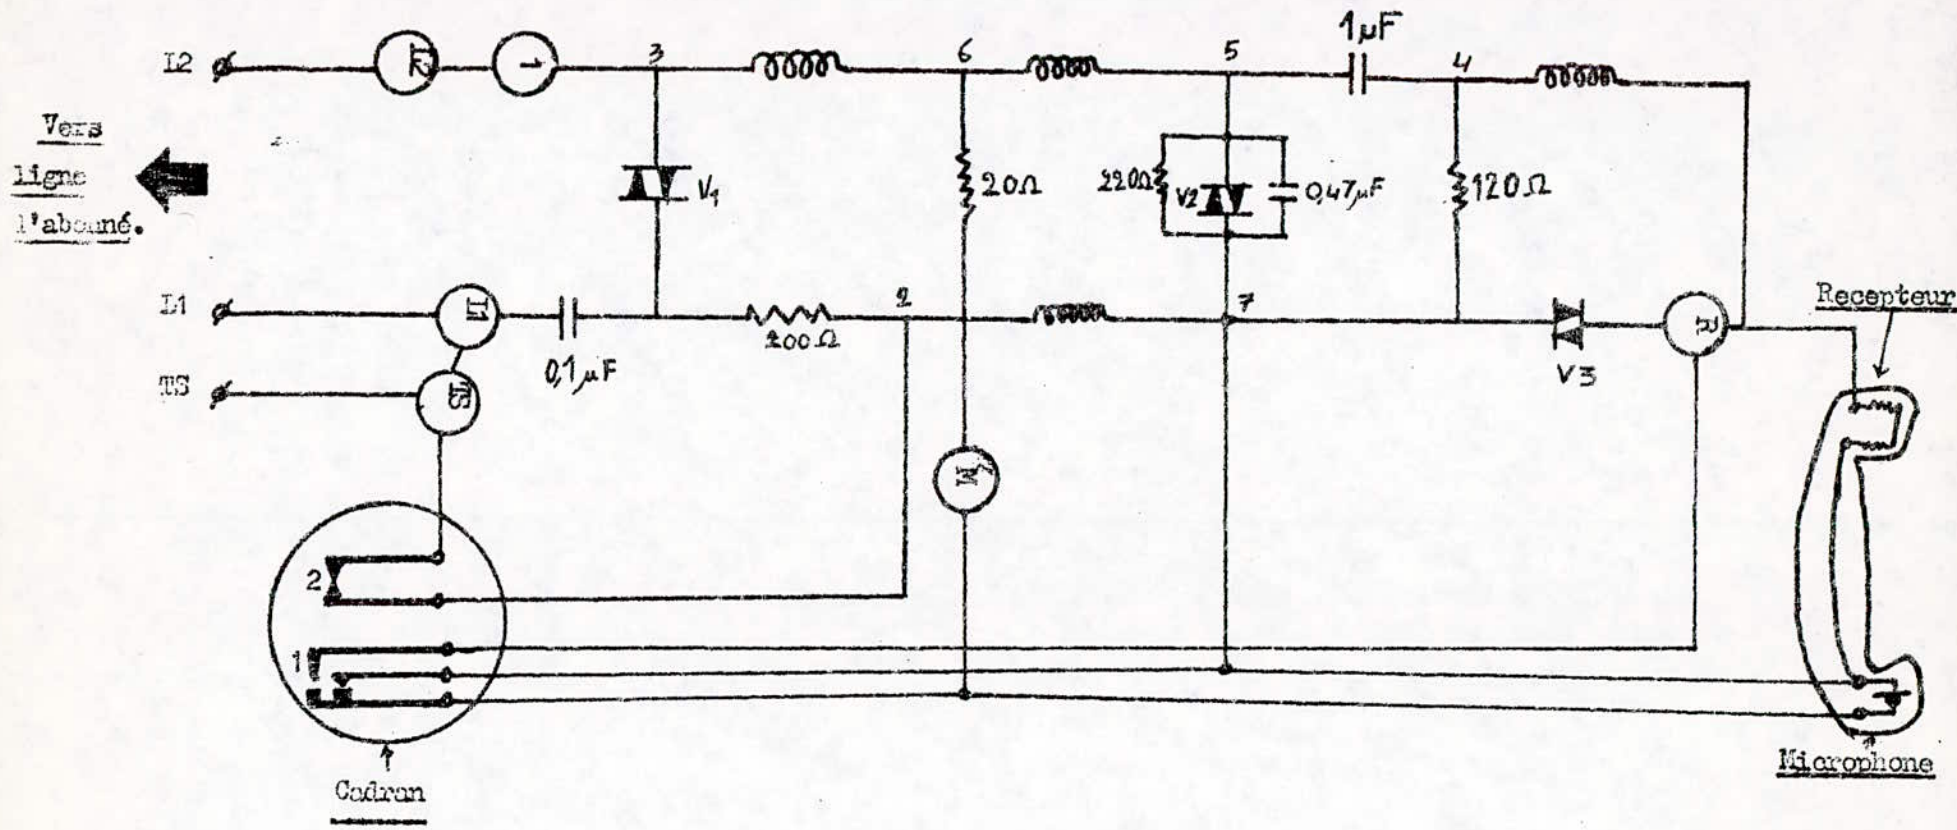 1µF
L2
3
6
5
4
Vers
ligne
l'abonné.
V1
20Ω
220Ω
V2
0,47µF
120Ω
L1
2
7
R
Recepteur
200Ω
0,1µF
V3
TS
M
2
1
Cadran
Microphone